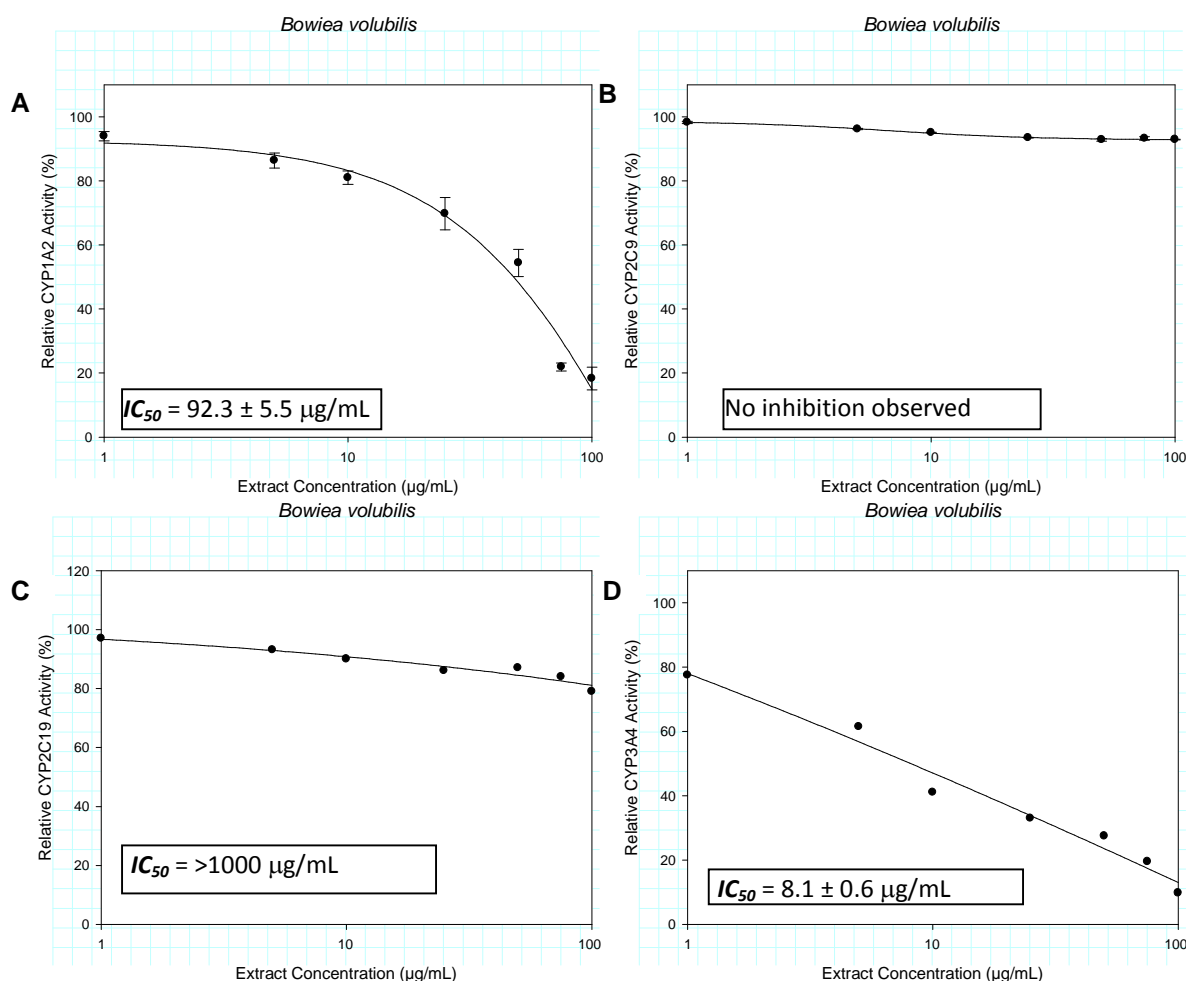 Bowiea volubilis
A
Relative CYP1A2 Activity (%)
100
80
60
40
20
0
IC50 = 92.3 ± 5.5 µg/mL
1
10
100
Extract Concentration (µg/mL)
Bowiea volubilis
B
Relative CYP2C9 Activity (%)
100
80
60
40
20
0
No inhibition observed
1
10
100
Extract Concentration (µg/mL)
Bowiea volubilis
C
Relative CYP2C19 Activity (%)
120
100
80
60
40
20
0
IC50 = >1000 µg/mL
1
10
100
Extract Concentration (µg/mL)
Bowiea volubilis
D
Relative CYP3A4 Activity (%)
100
80
60
40
20
0
IC50 = 8.1 ± 0.6 µg/mL
1
10
100
Extract Concentration (µg/mL)